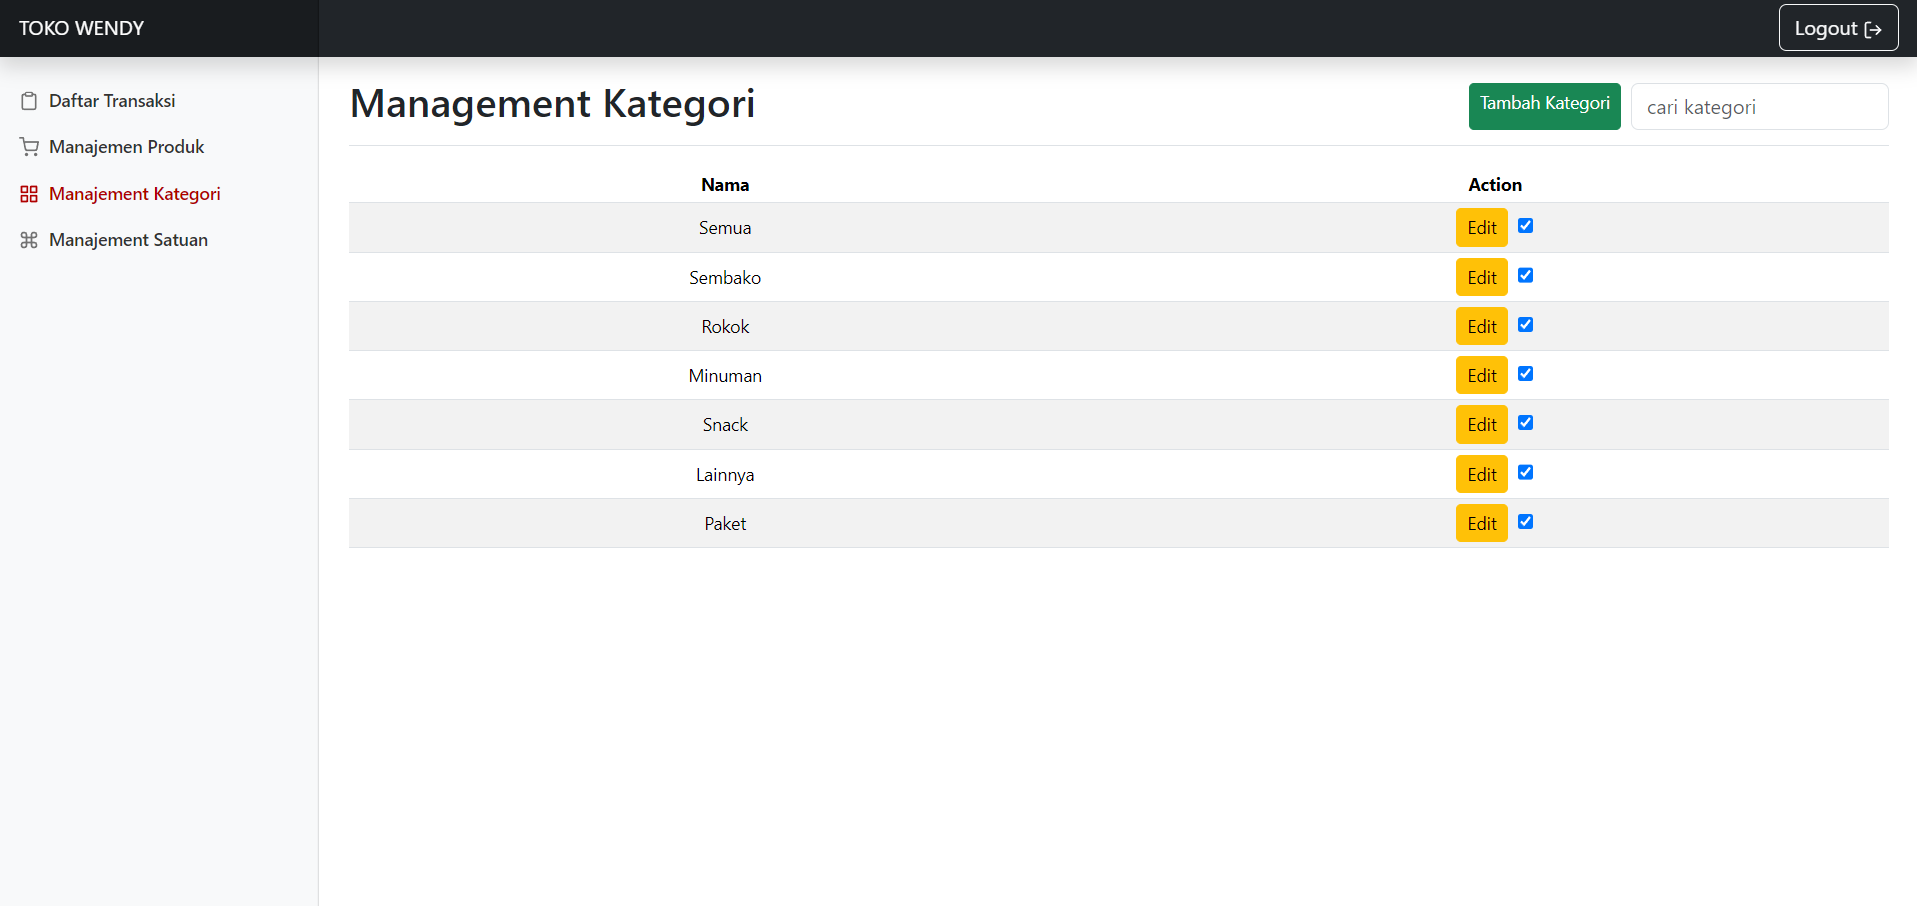 TOKO WENDY
Logout
Daftar Transaksi
Manajemen Produk
Manajement Kategori
Manajement Satuan
Management Kategori
Tambah Kategori
cari kategori
Nama Action
Semua Edit
Sembako Edit
Rokok Edit
Minuman Edit
Snack Edit
Lainnya Edit
Paket Edit